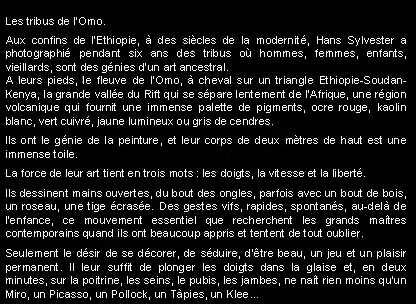 Les tribus de l'Omo.
Aux confins de l'Ethiopie, à des siècles de la modernité, Hans Sylvester a
photographié pendant six ans des tribus où hommes, femmes, enfants,
vieillards, sont des génies d'un art ancestral.
A leurs pieds, le fleuve de l'Omo, à cheval sur un triangle Ethiopie-Soudan-
Kenya, la grande vallée du Rift qui se sépare lentement de l'Afrique, une région
volcanique qui fournit une immense palette de pigments, ocre rouge, kaolin
blanc, vert cuivré, jaune lumineux ou gris de cendres.
Ils ont le génie de la peinture, et leur corps de deux mètres de haut est une
immense toile.
La force de leur art tient en trois mots : les doigts, la vitesse et la liberté.
Ils dessinent mains ouvertes, du bout des ongles, parfois avec un bout de bois,
un roseau, une tige écrasée. Des gestes vifs, rapides, spontanés, au-delà de
l'enfance, ce mouvement essentiel que recherchent les grands maîtres
contemporains quand ils ont beaucoup appris et tentent de tout oublier.
Seulement le désir de se décorer, de séduire, d'être beau, un jeu et un plaisir
permanent. Il leur suffit de plonger les doigts dans la glaise et, en deux
minutes, sur la poitrine, les seins, le pubis, les jambes, ne naît rien moins qu'un
Miro, un Picasso, un Pollock, un Tàpies, un Klee...